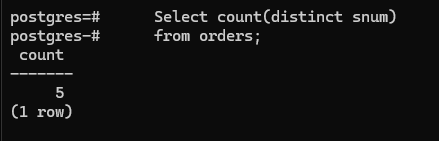 postgres=#      Select count(distinct snum)
postgres-#      from orders;
 count
-------
     5
(1 row)